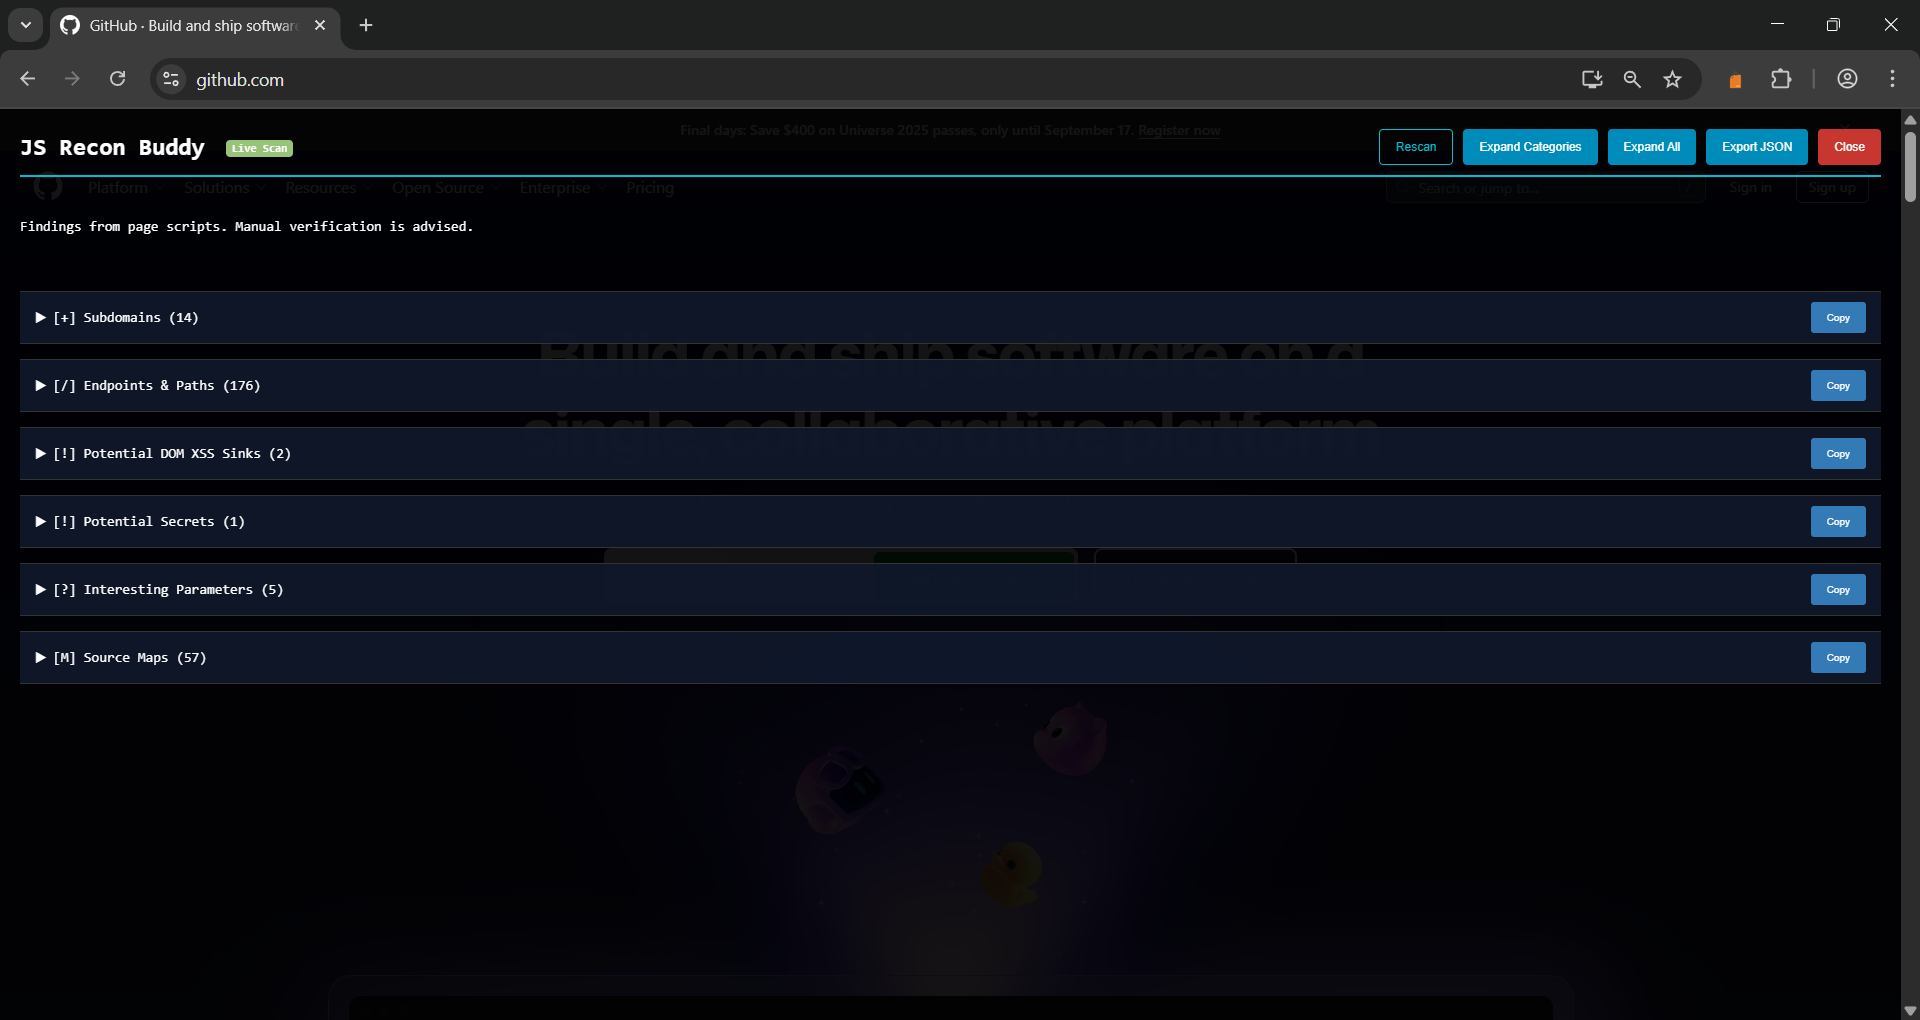 GitHub · Build and ship software
github.com
Final days: Save $400 on Universe 2025 passes, only until September 17. Register now
JS Recon Buddy
Live Scan
Rescan
Expand Categories
Expand All
Export JSON
Close
Platform
Solutions
Resources
Open Source
Enterprise
Pricing
Search or jump to...
Sign in
Sign up
Findings from page scripts. Manual verification is advised.
▶ [+] Subdomains (14)
Copy
Build and ship software on a
▶ [/] Endpoints & Paths (176)
Copy
single, collaborative platform
▶ [!] Potential DOM XSS Sinks (2)
Copy
▶ [!] Potential Secrets (1)
Copy
▶ [?] Interesting Parameters (5)
Copy
▶ [M] Source Maps (57)
Copy